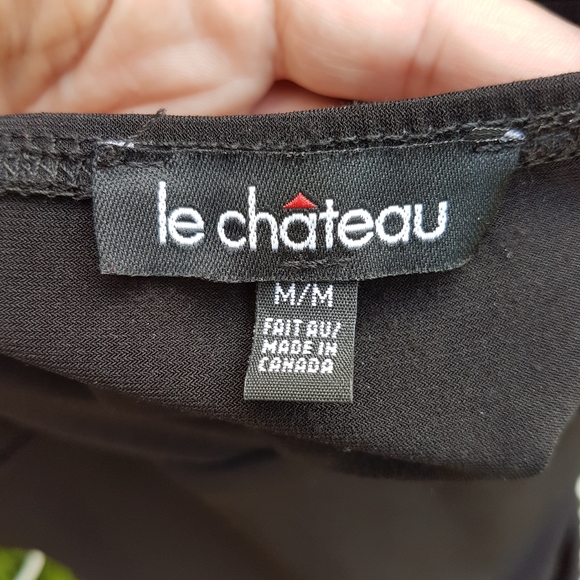 le château
M/M
FAIT AU/
MADE IN
CANADA